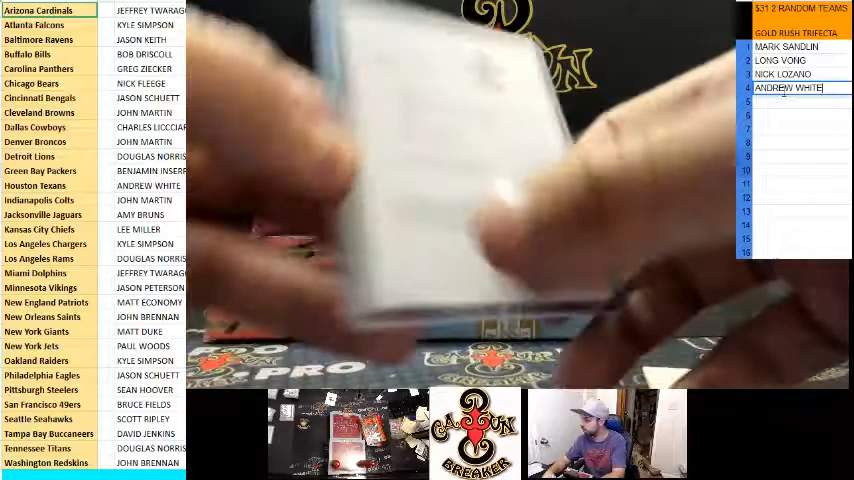 Arizona Cardinals JEFFREY TWARAG
Atlanta Falcons KYLE SIMPSON
Baltimore Ravens JASON KEITH
Buffalo Bills BOB DRISCOLL
Carolina Panthers GREG ZIECKER
Chicago Bears NICK FLEEGE
Cincinnati Bengals JASON SCHUETT
Cleveland Browns JOHN MARTIN
Dallas Cowboys CHARLES LICCCIAR
Denver Broncos JOHN MARTIN
Detroit Lions DOUGLAS NORRIS
Green Bay Packers BENJAMIN INSERR
Houston Texans ANDREW WHITE
Indianapolis Colts JOHN MARTIN
Jacksonville Jaguars AMY BRUNS
Kansas City Chiefs LEE MILLER
Los Angeles Chargers KYLE SIMPSON
Los Angeles Rams DOUGLAS NORRIS
Miami Dolphins JEFFREY TWARAG
Minnesota Vikings JASON PETERSON
New England Patriots MATT ECONOMY
New Orleans Saints JOHN BRENNAN
New York Giants MATT DUKE
New York Jets PAUL WOODS
Oakland Raiders KYLE SIMPSON
Philadelphia Eagles JASON SCHUETT
Pittsburgh Steelers SEAN HOOVER
San Francisco 49ers BRUCE FIELDS
Seattle Seahawks SCOTT RIPLEY
Tampa Bay Buccaneers DAVID JENKINS
Tennessee Titans DOUGLAS NORRIS
Washington Redskins JOHN BRENNAN
$31 2 RANDOM TEAMS
GOLD RUSH TRIFECTA
1 MARK SANDLIN
2 LONG VONG
3 NICK LOZANO
4 ANDREW WHITE
5
6
7
8
9
10
11
12
13
14
15
16
UN
PRO
.PRO
CAJUN
BREAKER